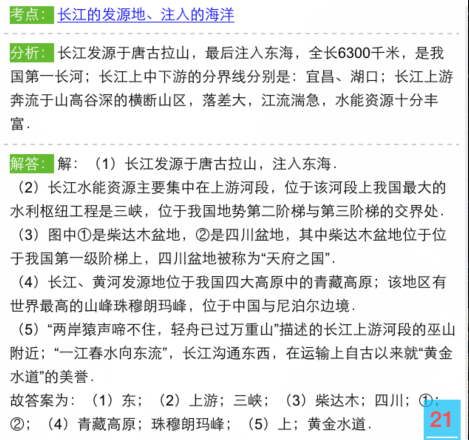 考点： 长江的发源地、注入的海洋
分析： 长江发源于唐古拉山，最后注入东海，全长6300千米，是我
国第一长河；长江上中下游的分界线分别是：宜昌、湖口；长江上游
奔流于山高谷深的横断山区，落差大，江流湍急，水能资源十分丰
富．
解答： 解：（1）长江发源于唐古拉山，注入东海．
（2）长江水能资源主要集中在上游河段，位于该河段上我国最大的
水利枢纽工程是三峡，位于我国地势第二阶梯与第三阶梯的交界处．
（3）图中①是柴达木盆地，②是四川盆地，其中柴达木盆地位于位
于我国第一级阶梯上，四川盆地被称为“天府之国”．
（4）长江、黄河发源地位于我国四大高原中的青藏高原；该地区有
世界最高的山峰珠穆朗玛峰，位于中国与尼泊尔边境．
（5）“两岸猿声啼不住，轻舟已过万重山”描述的长江上游河段的巫山
附近；“一江春水向东流”，长江沟通东西，在运输上自古以来就“黄金
水道”的美誉．
故答案为：（1）东；（2）上游；三峡；（3）柴达木；四川；①；
②；（4）青藏高原；珠穆朗玛峰；（5）上；黄金水道．
21